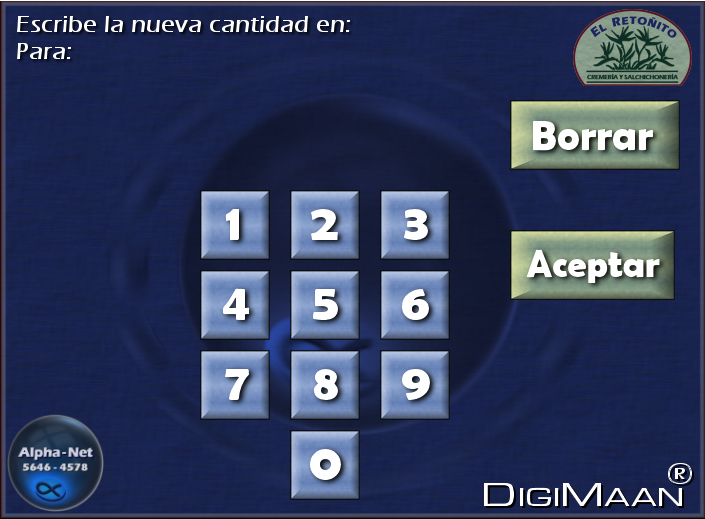 Escribe la nueva cantidad en:
Para:
EL RETOÑITO
CREMERÍA Y SALCHICHONERÍA
Borrar
1 2 3
Aceptar
4 5 6
7 8 9
0
Alpha-Net
5646 - 4578
DIGIMAAN ®